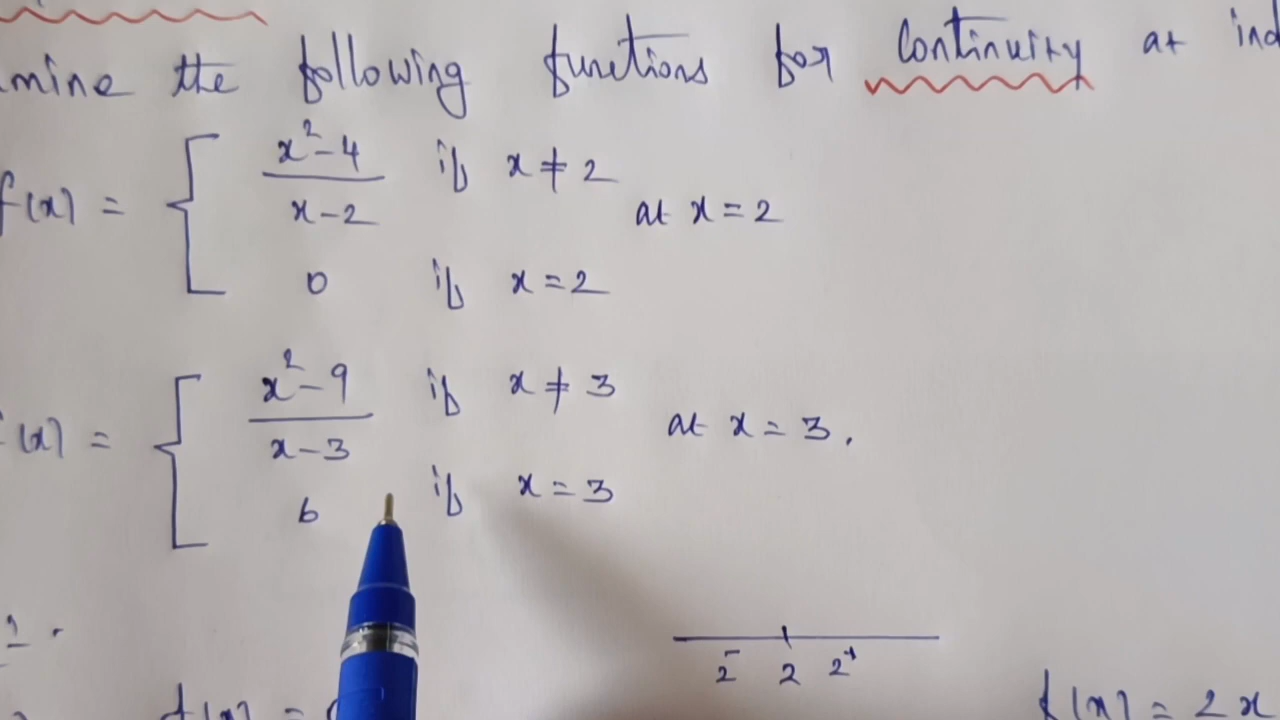 mine the following functions for continuity at ind
f(x) = { (x² - 4)/(x - 2) if x ≠ 2
at x = 2
0 if x = 2
f(x) = { (x² - 9)/(x - 3) if x ≠ 3
at x = 3.
6 if x = 3
2⁻ 2 2⁺
f(x) =
f(x) = 2x